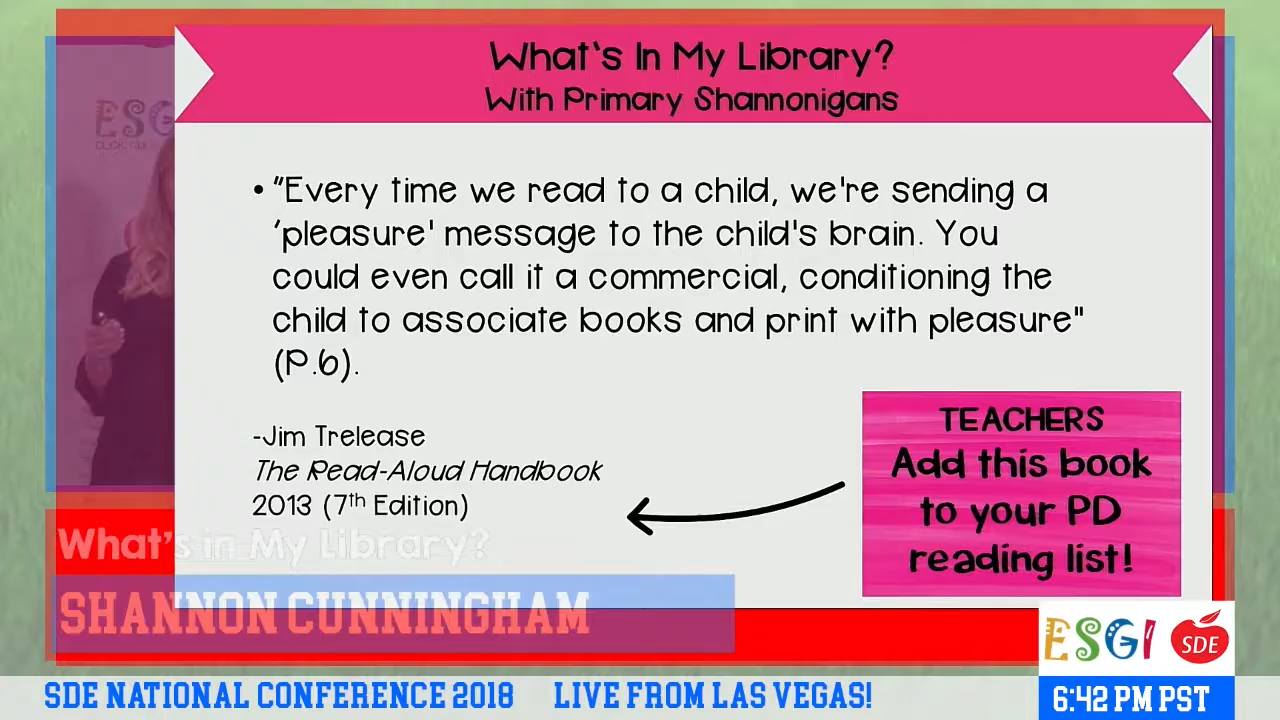 What's In My Library?
With Primary Shannonigans
ESG
• "Every time we read to a child, we're sending a
'pleasure' message to the child's brain. You
could even call it a commercial, conditioning the
child to associate books and print with pleasure"
(P.6).
-Jim Trelease
The Read-Aloud Handbook
2013 (7th Edition)
TEACHERS
Add this book
to your PD
reading list!
What's in My Library?
SHANNON CUNNINGHAM
ESGI
SDE
SDE NATIONAL CONFERENCE 2018 LIVE FROM LAS VEGAS!
6:42 PM PST